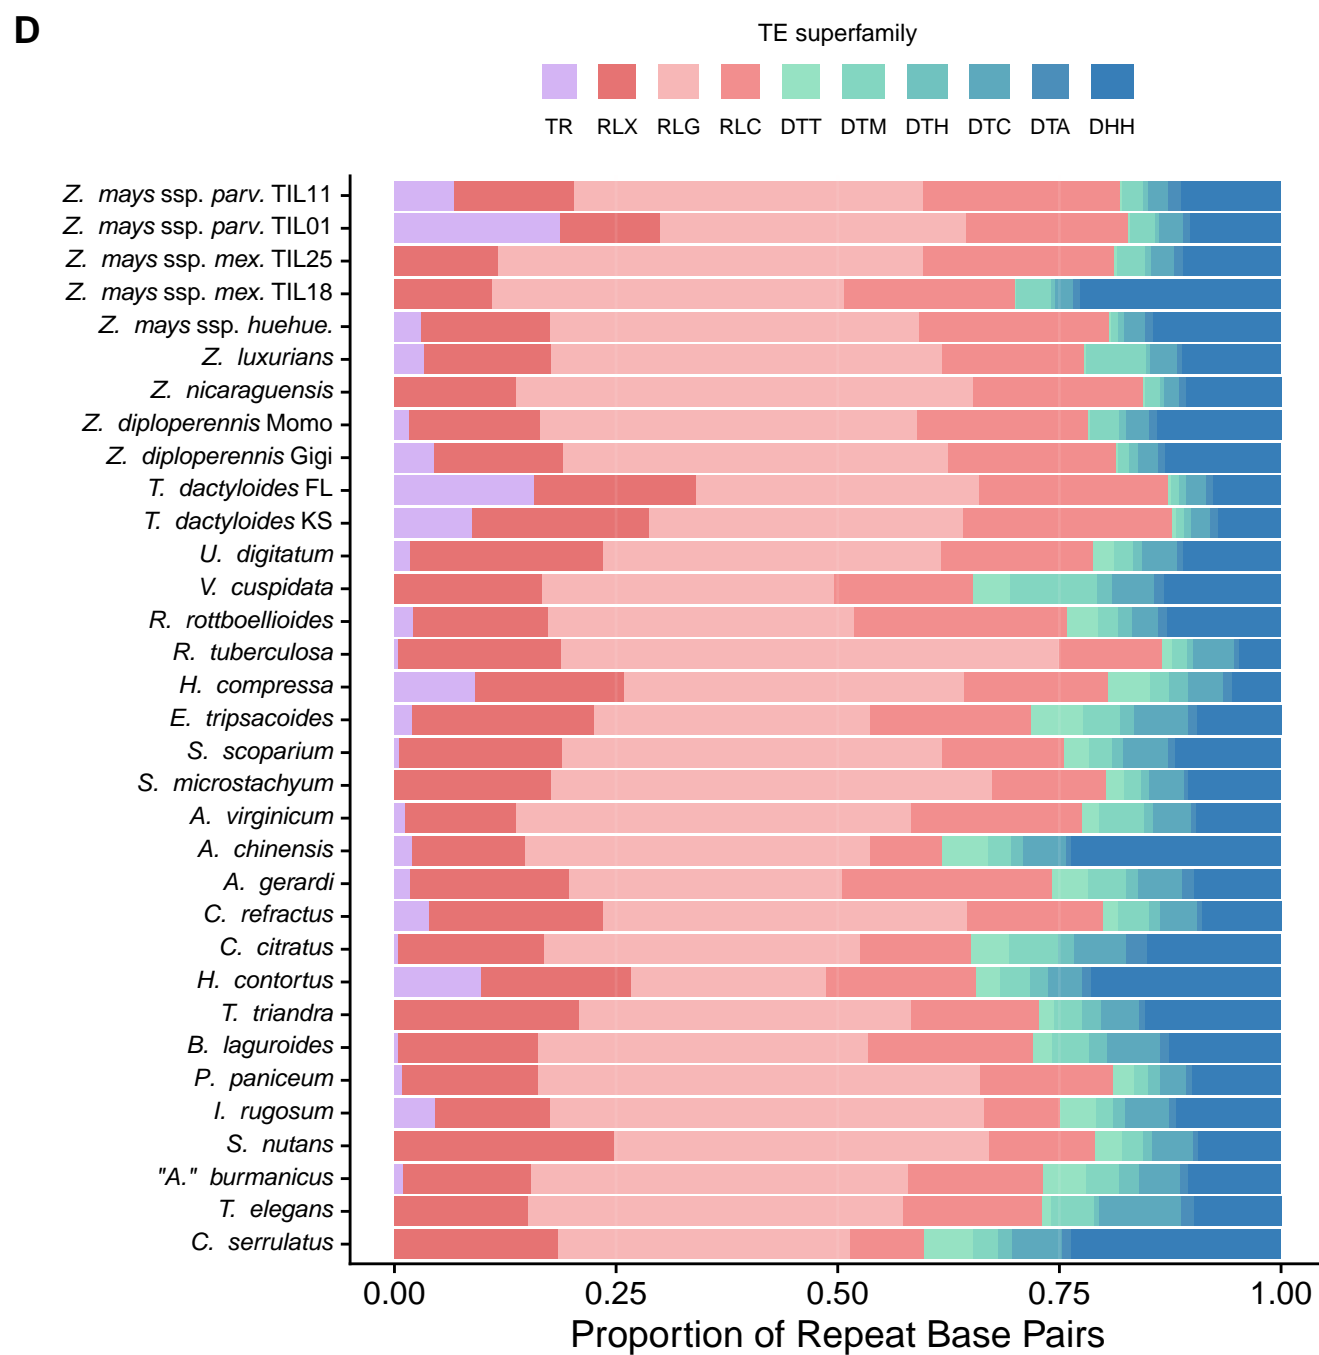 D
TE superfamily
TR RLX RLG RLC DTT DTM DTH DTC DTA DHH
Z. mays ssp. parv. TIL11
Z. mays ssp. parv. TIL01
Z. mays ssp. mex. TIL25
Z. mays ssp. mex. TIL18
Z. mays ssp. huehue.
Z. luxurians
Z. nicaraguensis
Z. diploperennis Momo
Z. diploperennis Gigi
T. dactyloides FL
T. dactyloides KS
U. digitatum
V. cuspidata
R. rottboellioides
R. tuberculosa
H. compressa
E. tripsacoides
S. scoparium
S. microstachyum
A. virginicum
A. chinensis
A. gerardi
C. refractus
C. citratus
H. contortus
T. triandra
B. laguroides
P. paniceum
I. rugosum
S. nutans
"A." burmanicus
T. elegans
C. serrulatus
0.00 0.25 0.50 0.75 1.00
Proportion of Repeat Base Pairs